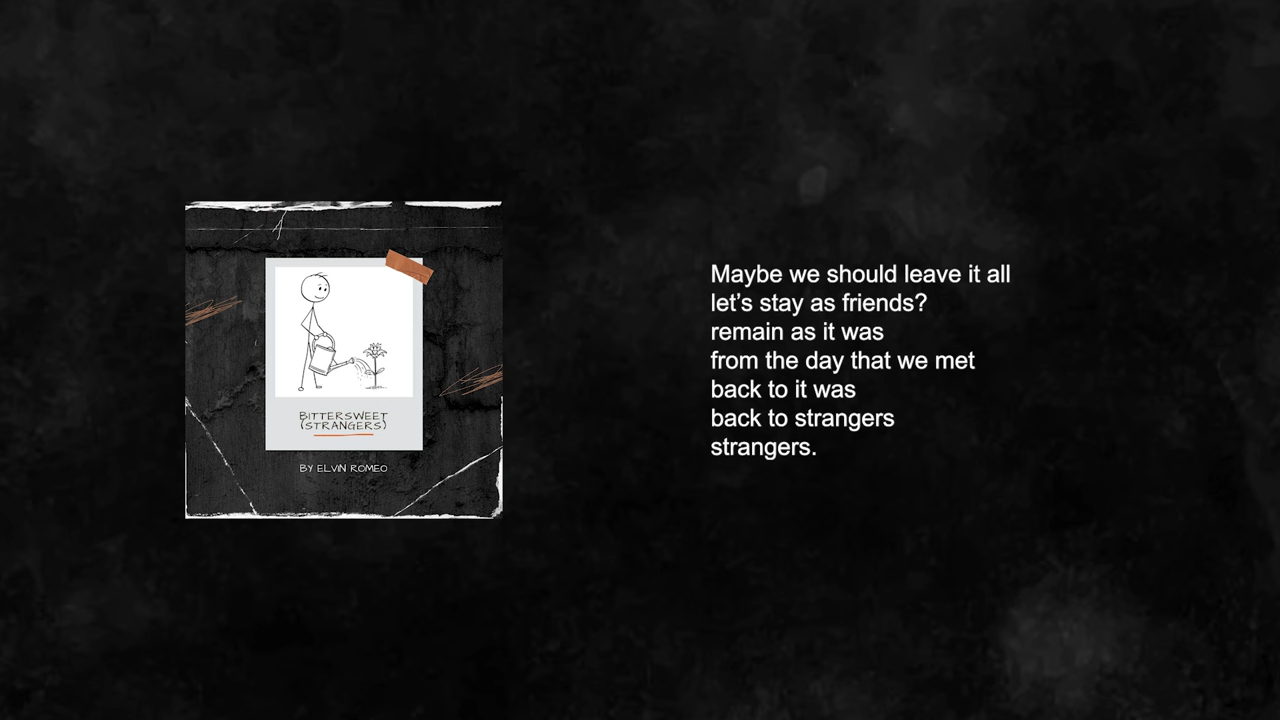 BITTERSWEET
(STRANGERS)
BY ELVIN ROMEO
Maybe we should leave it all
let’s stay as friends?
remain as it was
from the day that we met
back to it was
back to strangers
strangers.